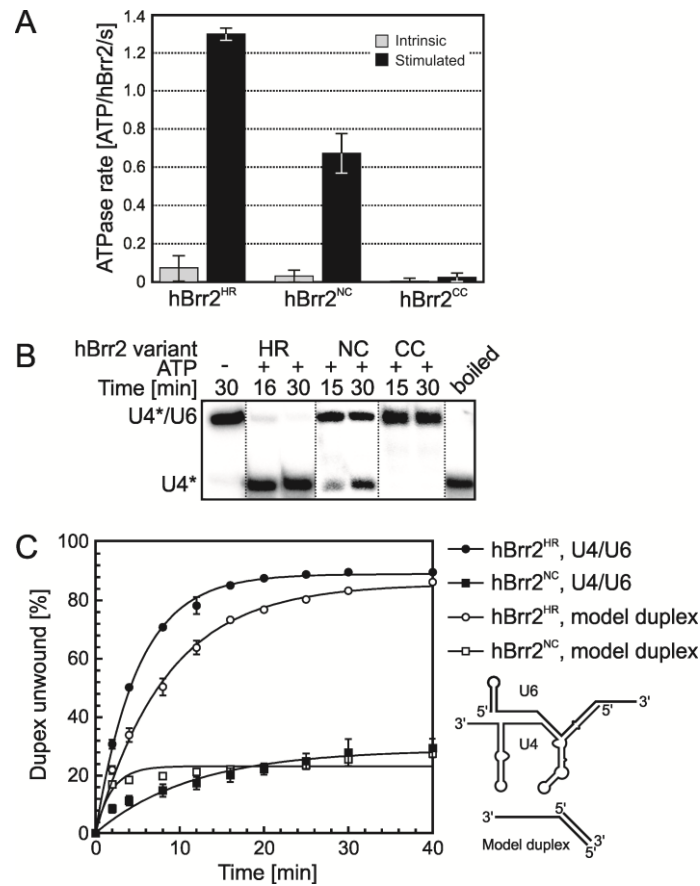 A
ATPase rate [ATP/hBrr2/s]
1.4
1.2
1.0
0.8
0.6
0.4
0.2
0
Intrinsic
Stimulated
hBrr2HR
hBrr2NC
hBrr2CC
B
hBrr2 variant HR NC CC
ATP - + + + + + + boiled
Time [min] 30 16 30 15 30 15 30
U4*/U6
U4*
C
Dupex unwound [%]
100
80
60
40
20
0
0 10 20 30 40
Time [min]
hBrr2HR, U4/U6
hBrr2NC, U4/U6
hBrr2HR, model duplex
hBrr2NC, model duplex
U6
3'
5'
5'
3'
U4
3'
5'
3'
5'
Model duplex